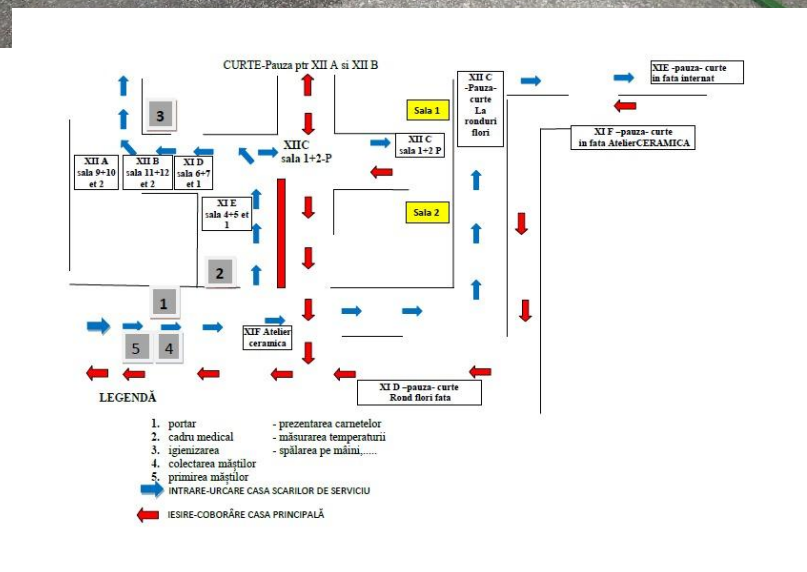 CURTE-Pauza ptr XII A si XII B
XII C
-Pauza-
curte
La
ronduri
flori
XIE -pauza- curte
in fata internat
XI F –pauza- curte
in fata AtelierCERAMICA
3
Sala 1
XIIC
sala 1+2-P
XII C
sala 1+2 P
XII A
sala 9+10
et 2
XII B
sala 11+12
et 2
XI D
sala 6+7
et 1
XI E
sala 4+5 et
1
Sala 2
2
1
5
4
XIF Atelier
ceramica
XI D –pauza- curte
Rond flori fata
LEGENDĂ
1. portar - prezentarea carnetelor
2. cadru medical - măsurarea temperaturii
3. igienizarea - spălarea pe mâini,.....
4. colectarea măștilor
5. primirea măștilor
INTRARE-URCARE CASA SCARILOR DE SERVICIU
IESIRE-COBORÂRE CASA PRINCIPALĂ